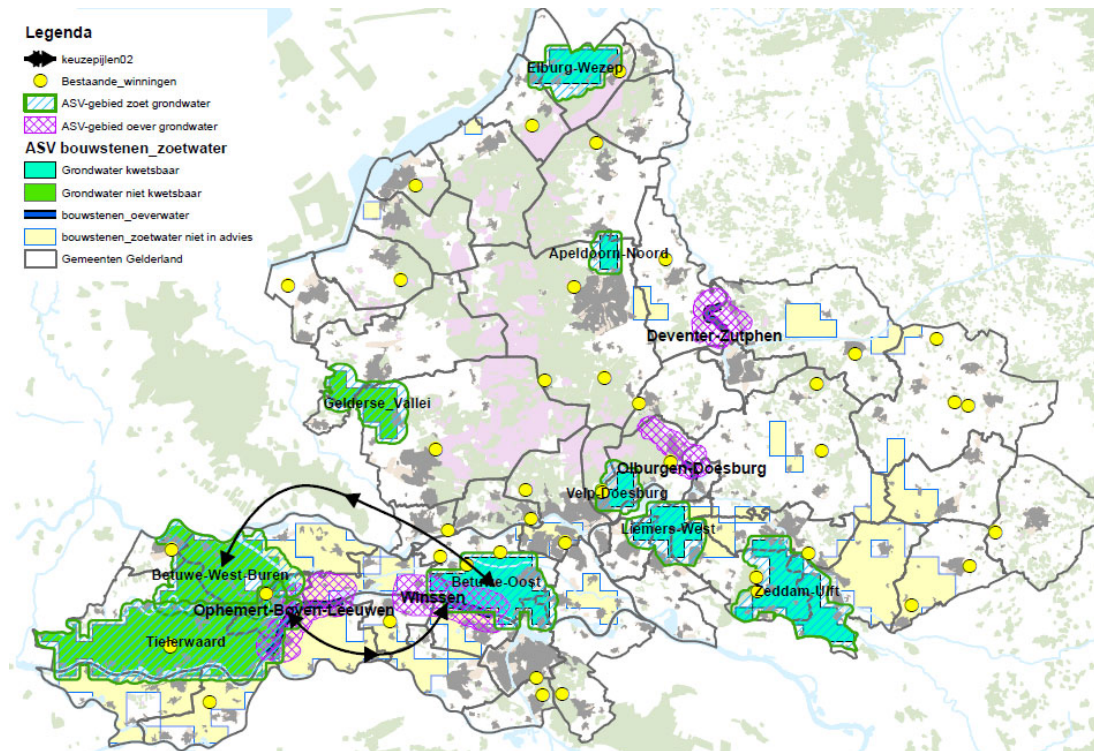 Legenda
keuzepijlen02
Bestaande_winningen
ASV-gebied zoet grondwater
ASV-gebied oever grondwater
ASV bouwstenen_zoetwater
Grondwater kwetsbaar
Grondwater niet kwetsbaar
bouwstenen_oeverwater
bouwstenen_zoetwater niet in advies
Gemeenten Gelderland
Elburg-Wezep
Apeldoorn-Noord
Deventer-Zutphen
Gelderse_Vallei
Olburgen-Doesburg
Velp-Doesburg
Liemers-West
Betuwe-West-Buren
Betuwe-Oost
Zeddam-Ulft
Winssen
Ophemert-Boven-Leeuwen
Tielerwaard